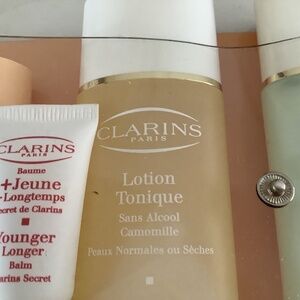 CLARINS
PARIS
Baume
+Jeune
+Longtemps
Secret de Clarins
Younger
Longer
Balm
Clarins Secret
CLARINS
PARIS
Lotion
Tonique
Sans Alcool
Camomille
Peaux Normales ou Sèches